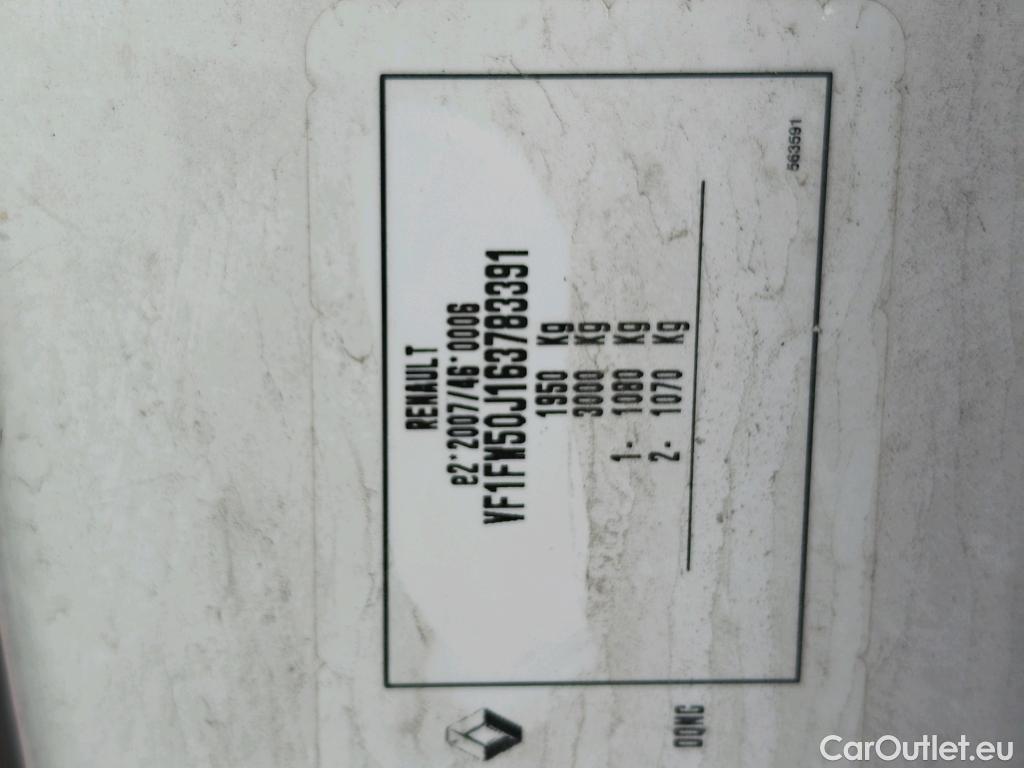 RENAULT
e2*2007/46*0006
VF1FW50J163783391
1950 Kg
3000 Kg
1- 1080 Kg
2- 1070 Kg
563591
QQMG
CarOutlet.eu